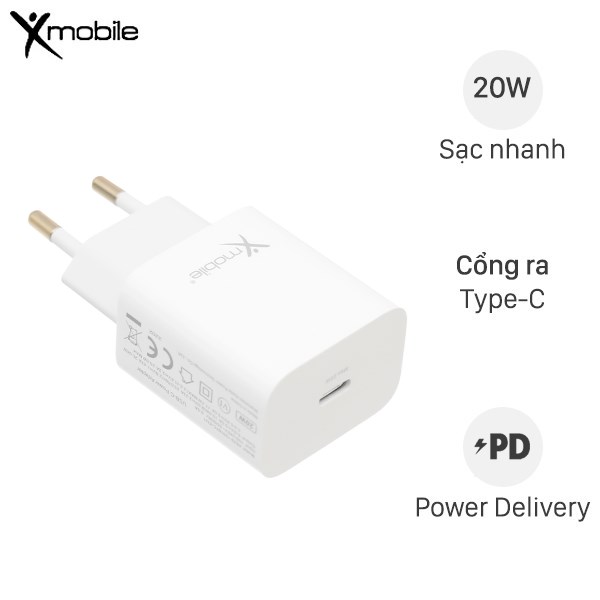 Xmobile
20W
Sạc nhanh
Xmobile®
Cổng ra
Type-C
PD
Power Delivery